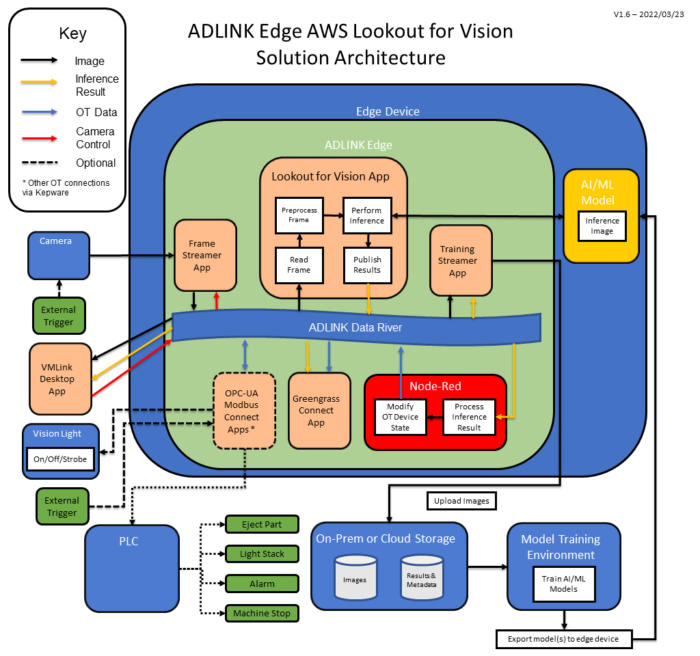 V1.6 – 2022/03/23
ADLINK Edge AWS Lookout for Vision
Solution Architecture
Key
Image
Inference
Result
OT Data
Camera
Control
Optional
* Other OT connections
via Kepware
Edge Device
ADLINK Edge
Lookout for Vision App
Preprocess
Frame
Perform
Inference
Read
Frame
Publish
Results
AI/ML
Model
Inference
Image
Camera
Frame
Streamer
App
Training
Streamer
App
External
Trigger
ADLINK Data River
VMLink
Desktop
App
OPC-UA
Modbus
Connect
Apps *
Greengrass
Connect
App
Node-Red
Modify
OT Device
State
Process
Inference
Result
Vision Light
On/Off/Strobe
External
Trigger
Upload Images
PLC
Eject Part
Light Stack
Alarm
Machine Stop
On-Prem or Cloud Storage
Images
Results &
Metadata
Model Training
Environment
Train AI/ML
Models
Export model(s) to edge device